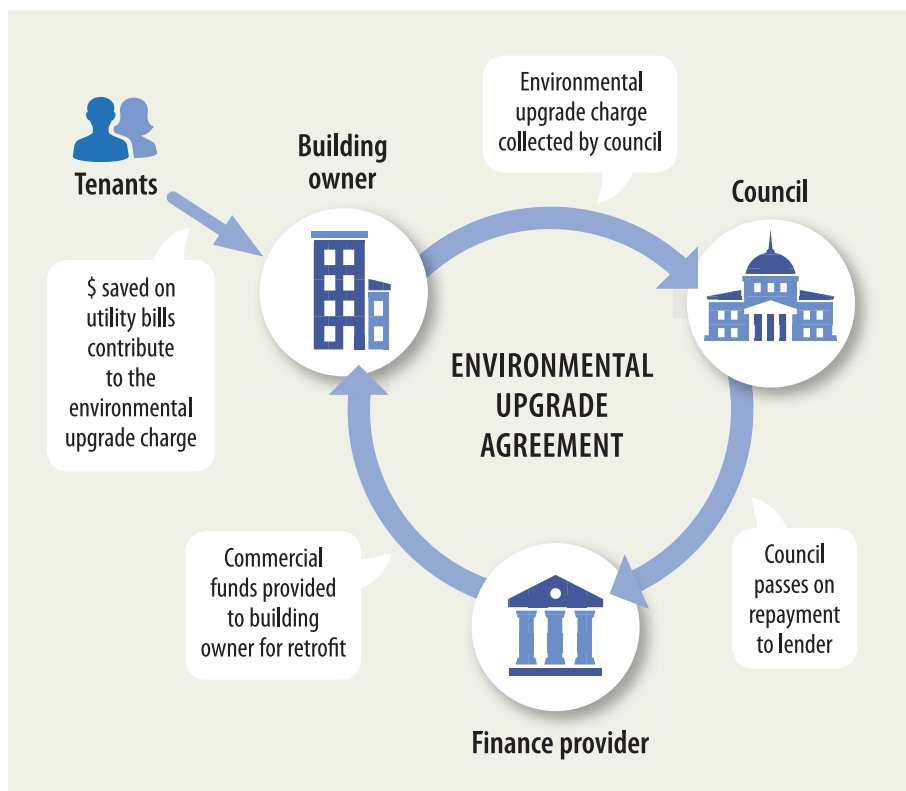 Tenants
$ saved on
utility bills
contribute
to the
environmental
upgrade charge
Building
owner
Environmental
upgrade charge
collected by council
Council
ENVIRONMENTAL
UPGRADE
AGREEMENT
Council
passes on
repayment
to lender
Finance provider
Commercial
funds provided
to building
owner for retrofit